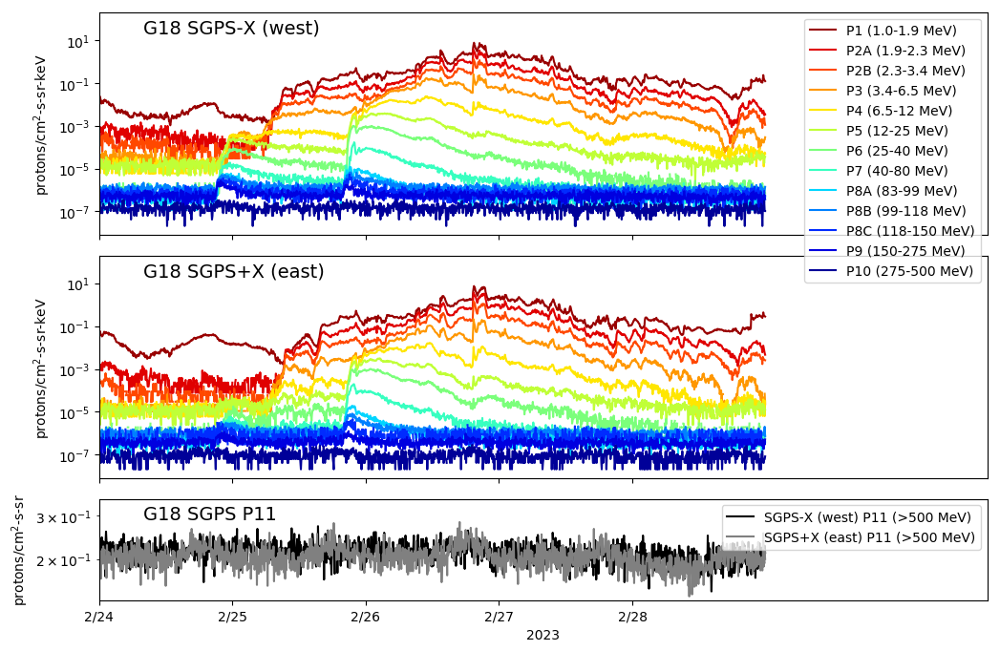 G18 SGPS-X (west)
protons/cm²-s-sr-keV
10¹
10⁻¹
10⁻³
10⁻⁵
10⁻⁷
P1 (1.0-1.9 MeV)
P2A (1.9-2.3 MeV)
P2B (2.3-3.4 MeV)
P3 (3.4-6.5 MeV)
P4 (6.5-12 MeV)
P5 (12-25 MeV)
P6 (25-40 MeV)
P7 (40-80 MeV)
P8A (83-99 MeV)
P8B (99-118 MeV)
P8C (118-150 MeV)
P9 (150-275 MeV)
P10 (275-500 MeV)
G18 SGPS+X (east)
protons/cm²-s-sr-keV
10¹
10⁻¹
10⁻³
10⁻⁵
10⁻⁷
G18 SGPS P11
protons/cm²-s-sr
3 × 10⁻¹
2 × 10⁻¹
SGPS-X (west) P11 (>500 MeV)
SGPS+X (east) P11 (>500 MeV)
2/24 2/25 2/26 2/27 2/28
2023